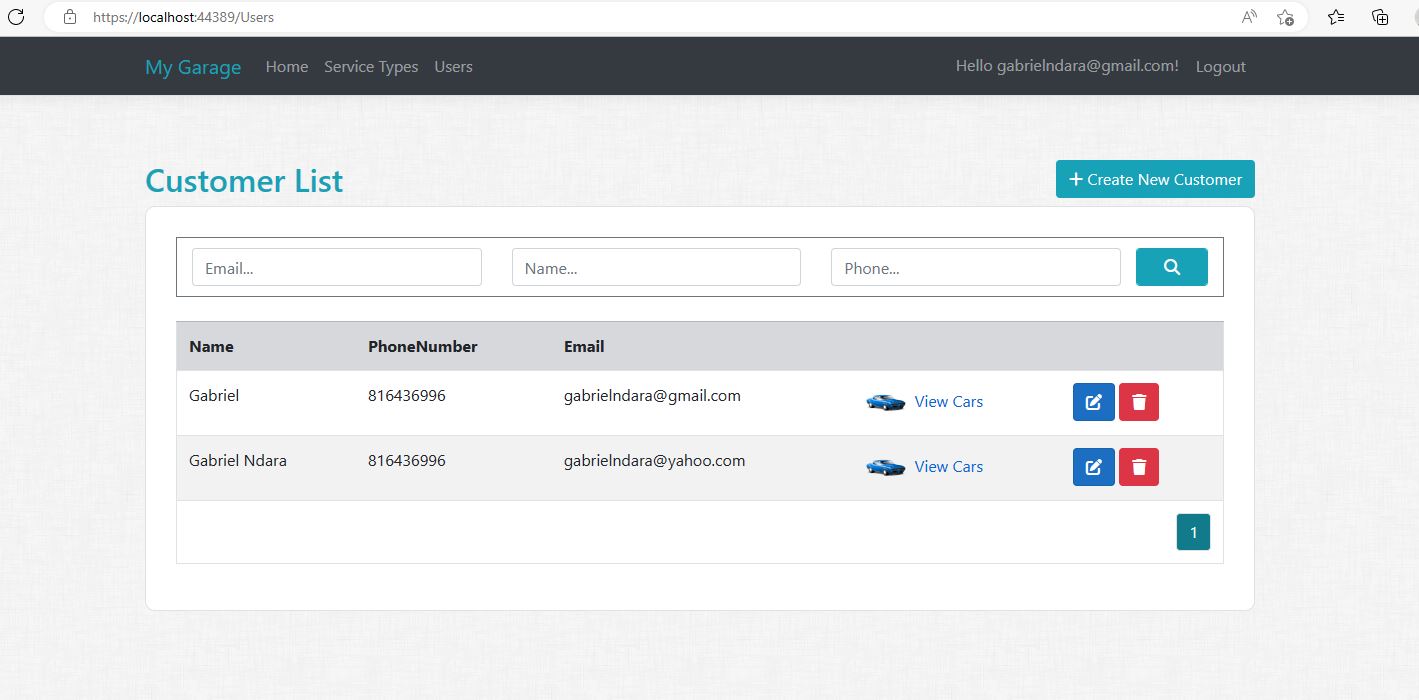 https://localhost:44389/Users
My Garage Home Service Types Users Hello gabrielndara@gmail.com! Logout
Customer List
+ Create New Customer
Email... Name... Phone...
Name PhoneNumber Email
Gabriel 816436996 gabrielndara@gmail.com View Cars
Gabriel Ndara 816436996 gabrielndara@yahoo.com View Cars
1